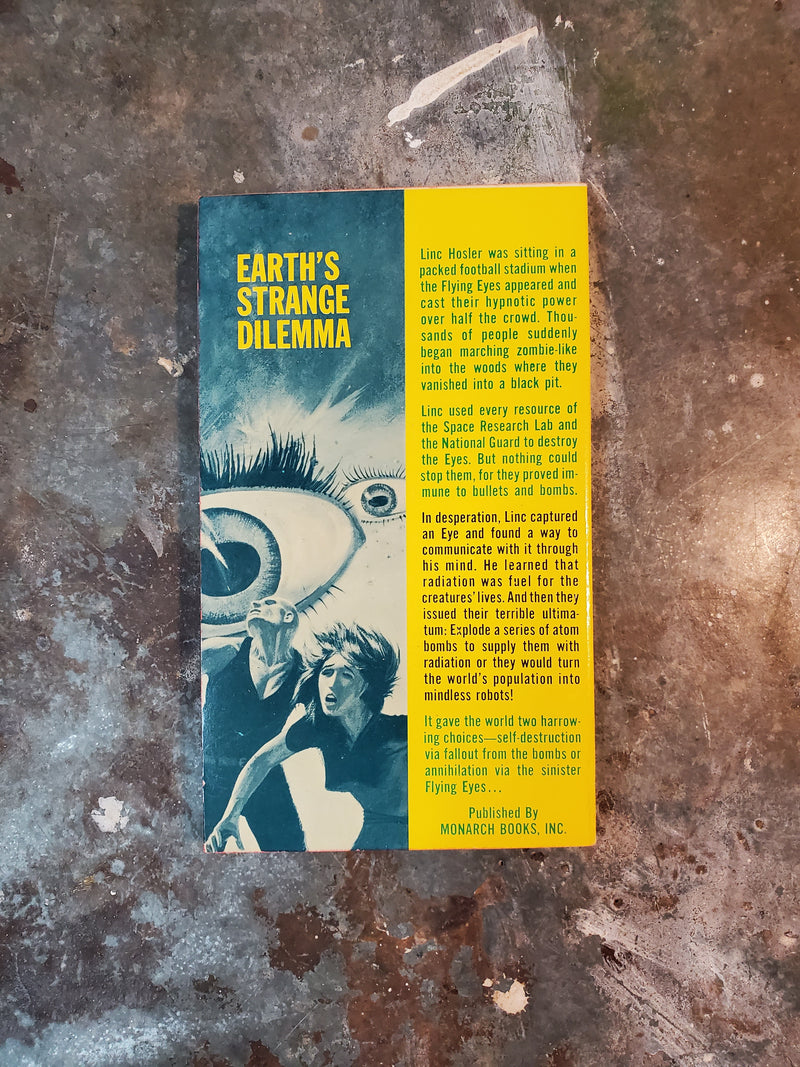 EARTH'S
STRANGE
DILEMMA
Linc Hosler was sitting in a
packed football stadium when
the Flying Eyes appeared and
cast their hypnotic power
over half the crowd. Thou-
sands of people suddenly
began marching zombie-like
into the woods where they
vanished into a black pit.
Linc used every resource of
the Space Research Lab and
the National Guard to destroy
the Eyes. But nothing could
stop them, for they proved im-
mune to bullets and bombs.
In desperation, Linc captured
an Eye and found a way to
communicate with it through
his mind. He learned that
radiation was fuel for the
creatures' lives. And then they
issued their terrible ultima-
tum: Explode a series of atom
bombs to supply them with
radiation or they would turn
the world's population into
mindless robots!
It gave the world two harrow-
ing choices—self-destruction
via fallout from the bombs or
annihilation via the sinister
Flying Eyes...
Published By
MONARCH BOOKS, INC.